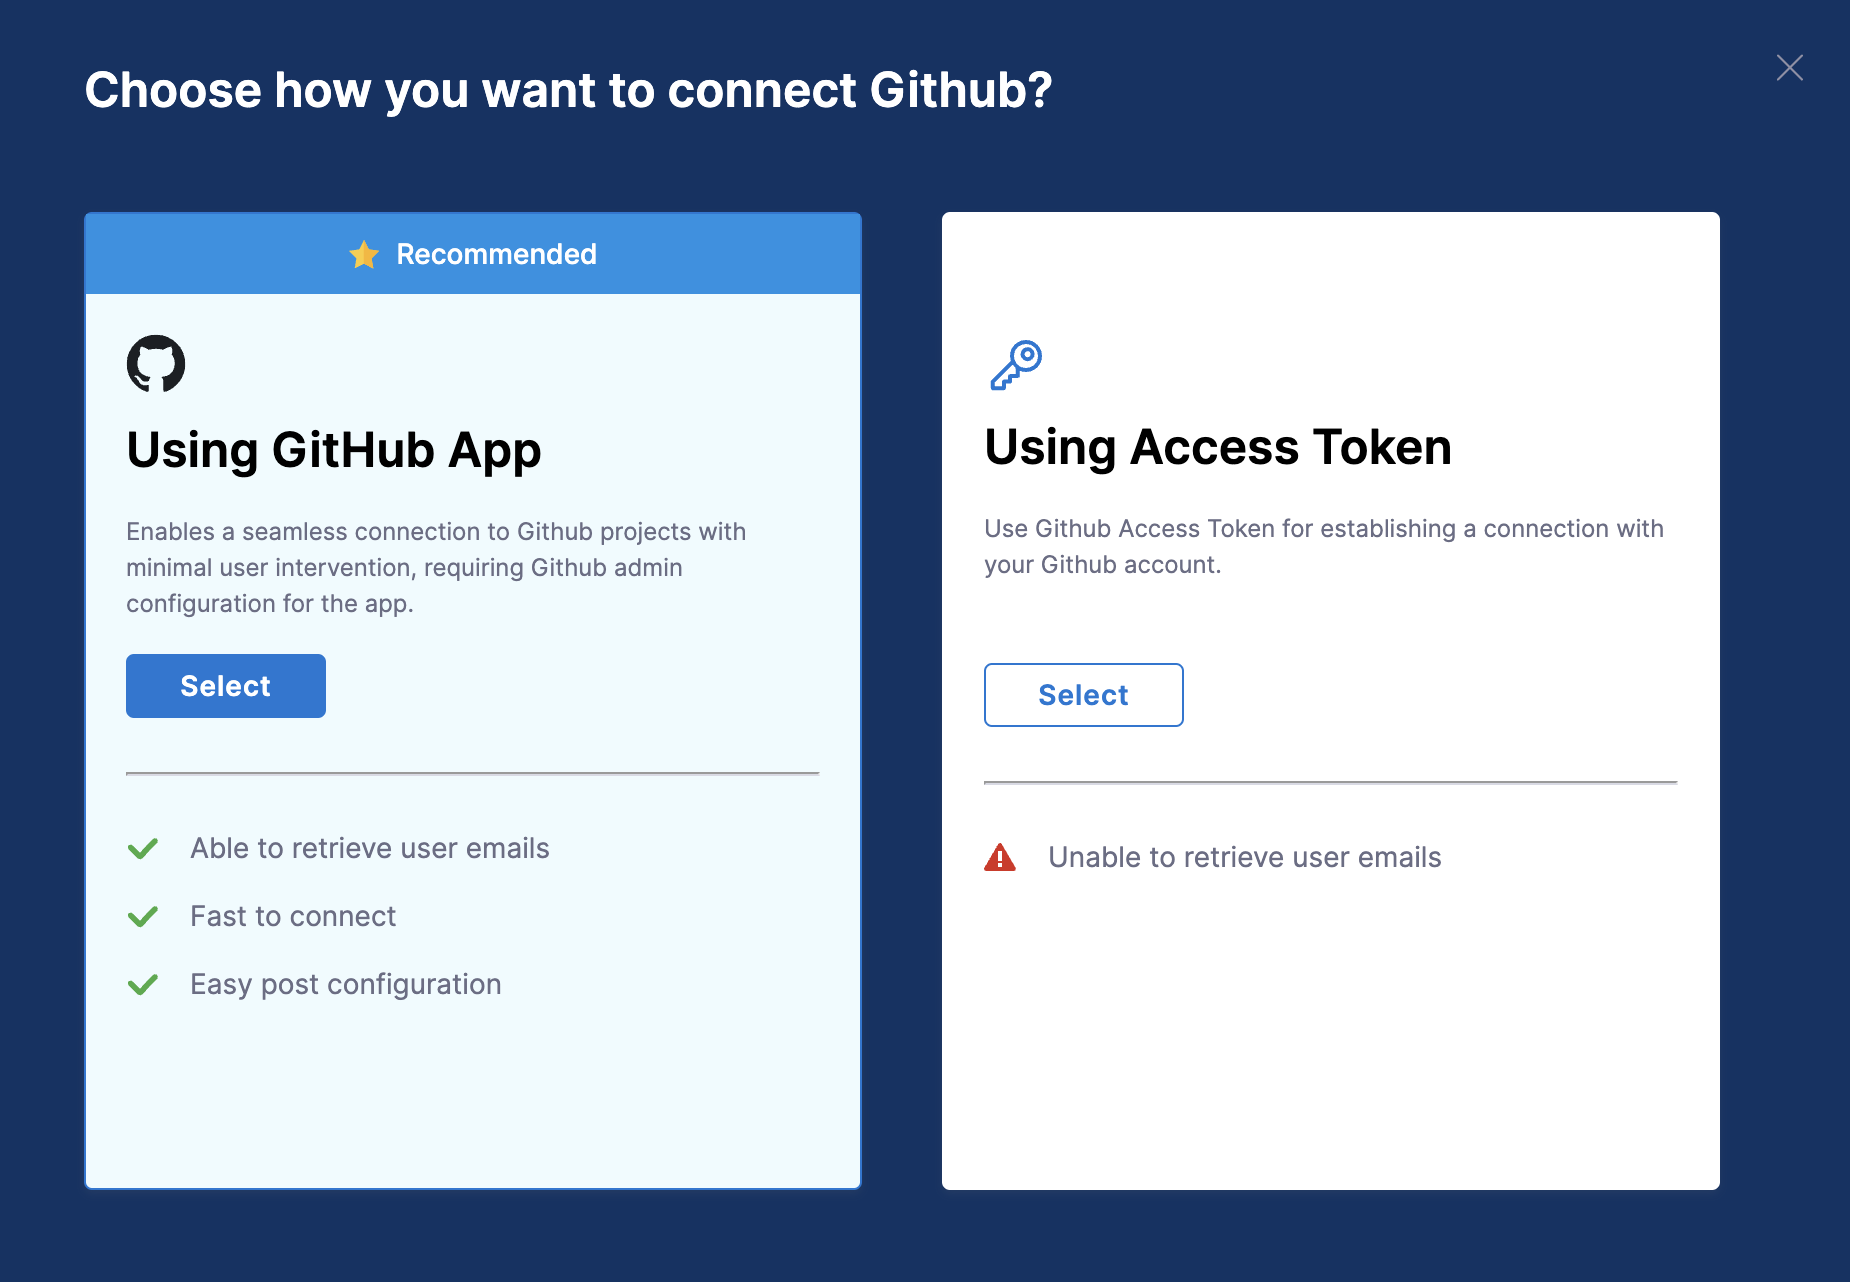 Choose how you want to connect Github?
Recommended
Using GitHub App
Enables a seamless connection to Github projects with
minimal user intervention, requiring Github admin
configuration for the app.
Select
Able to retrieve user emails
Fast to connect
Easy post configuration
Using Access Token
Use Github Access Token for establishing a connection with
your Github account.
Select
Unable to retrieve user emails